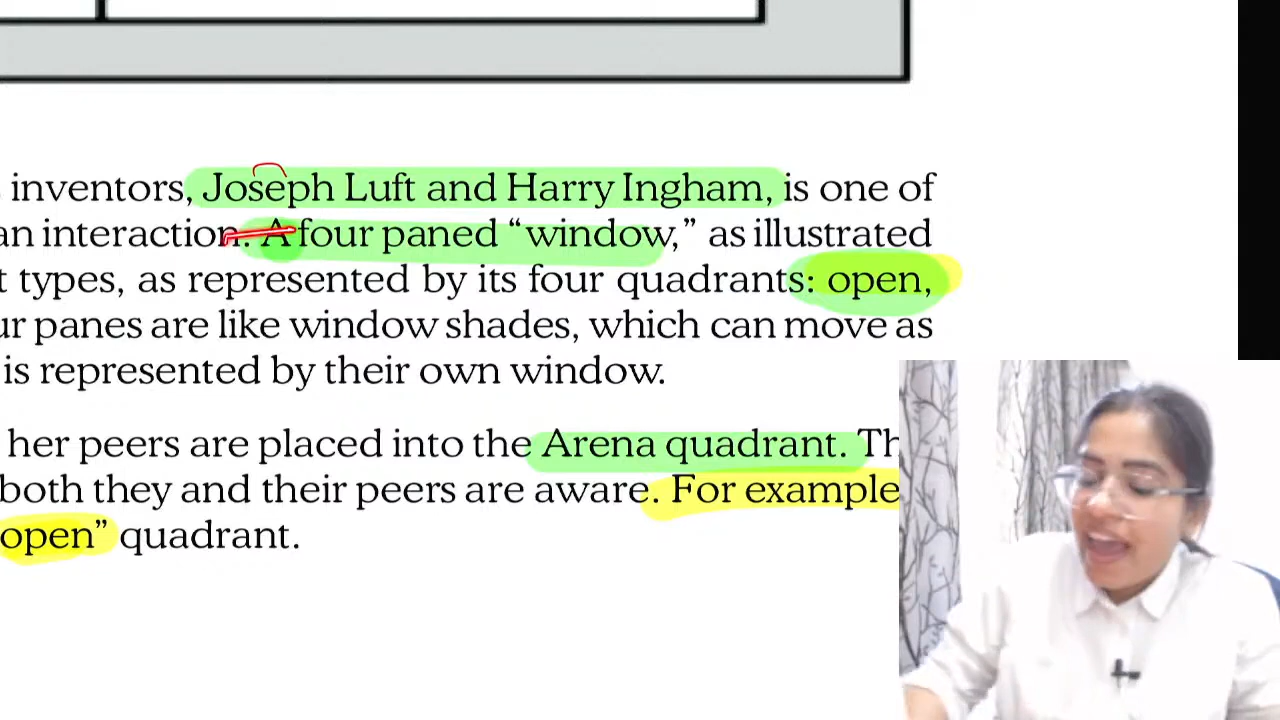 inventors, Joseph Luft and Harry Ingham, is one of
an interaction. A four paned “window,” as illustrated
t types, as represented by its four quadrants: open,
ur panes are like window shades, which can move as
is represented by their own window.
her peers are placed into the Arena quadrant. Th
both they and their peers are aware. For example
open” quadrant.